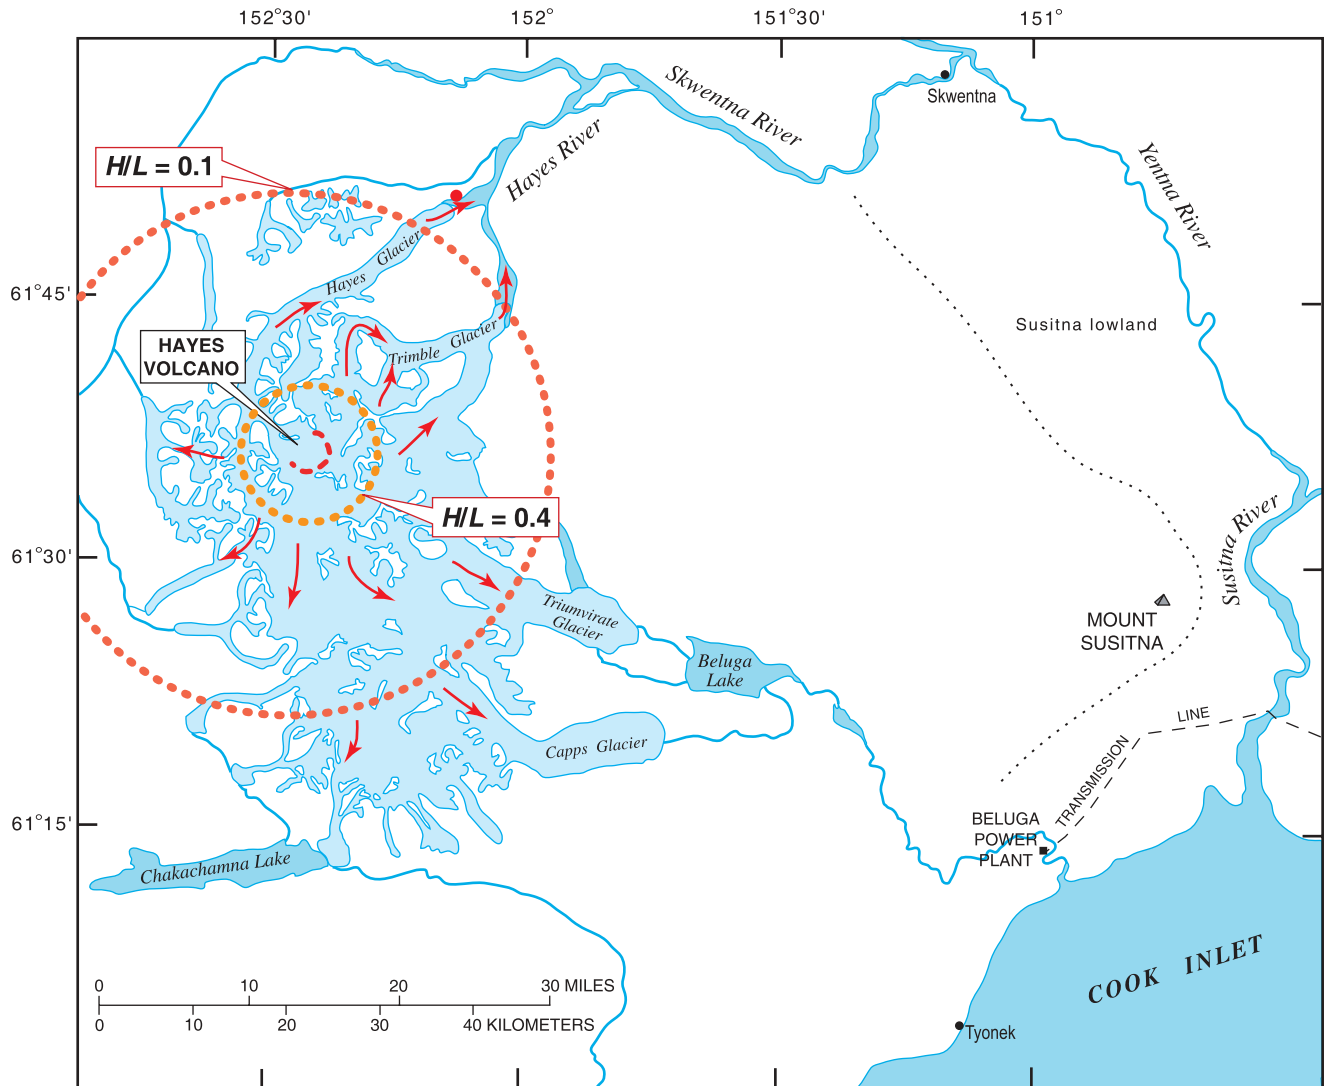 152°30'
152°
151°30'
151°
Skwentna River
Skwentna
H/L = 0.1
Hayes River
Yentna River
Hayes Glacier
61°45'
Susitna lowland
HAYES
VOLCANO
Trimble Glacier
H/L = 0.4
Susitna River
61°30'
Triumvirate
Glacier
MOUNT
SUSITNA
Beluga
Lake
LINE
TRANSMISSION
Capps Glacier
61°15'
BELUGA
POWER
PLANT
Chakachamna Lake
COOK INLET
0 10 20 30 MILES
0 10 20 30 40 KILOMETERS
Tyonek